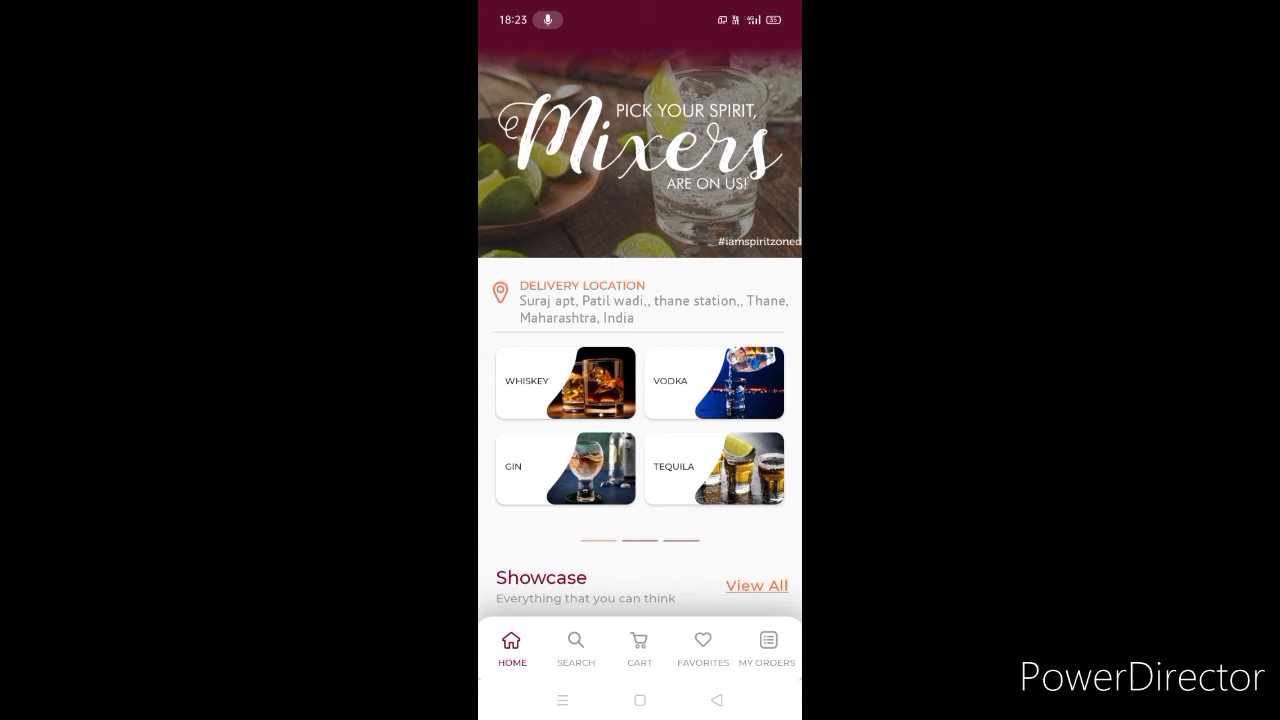 18:23
35
PICK YOUR SPIRIT,
Mixers
ARE ON US!
#iamspiritzoned
DELIVERY LOCATION
Suraj apt, Patil wadi,, thane station,, Thane,
Maharashtra, India
WHISKEY
VODKA
GIN
TEQUILA
Showcase
View All
Everything that you can think
HOME
SEARCH
CART
FAVORITES
MY ORDERS
PowerDirector